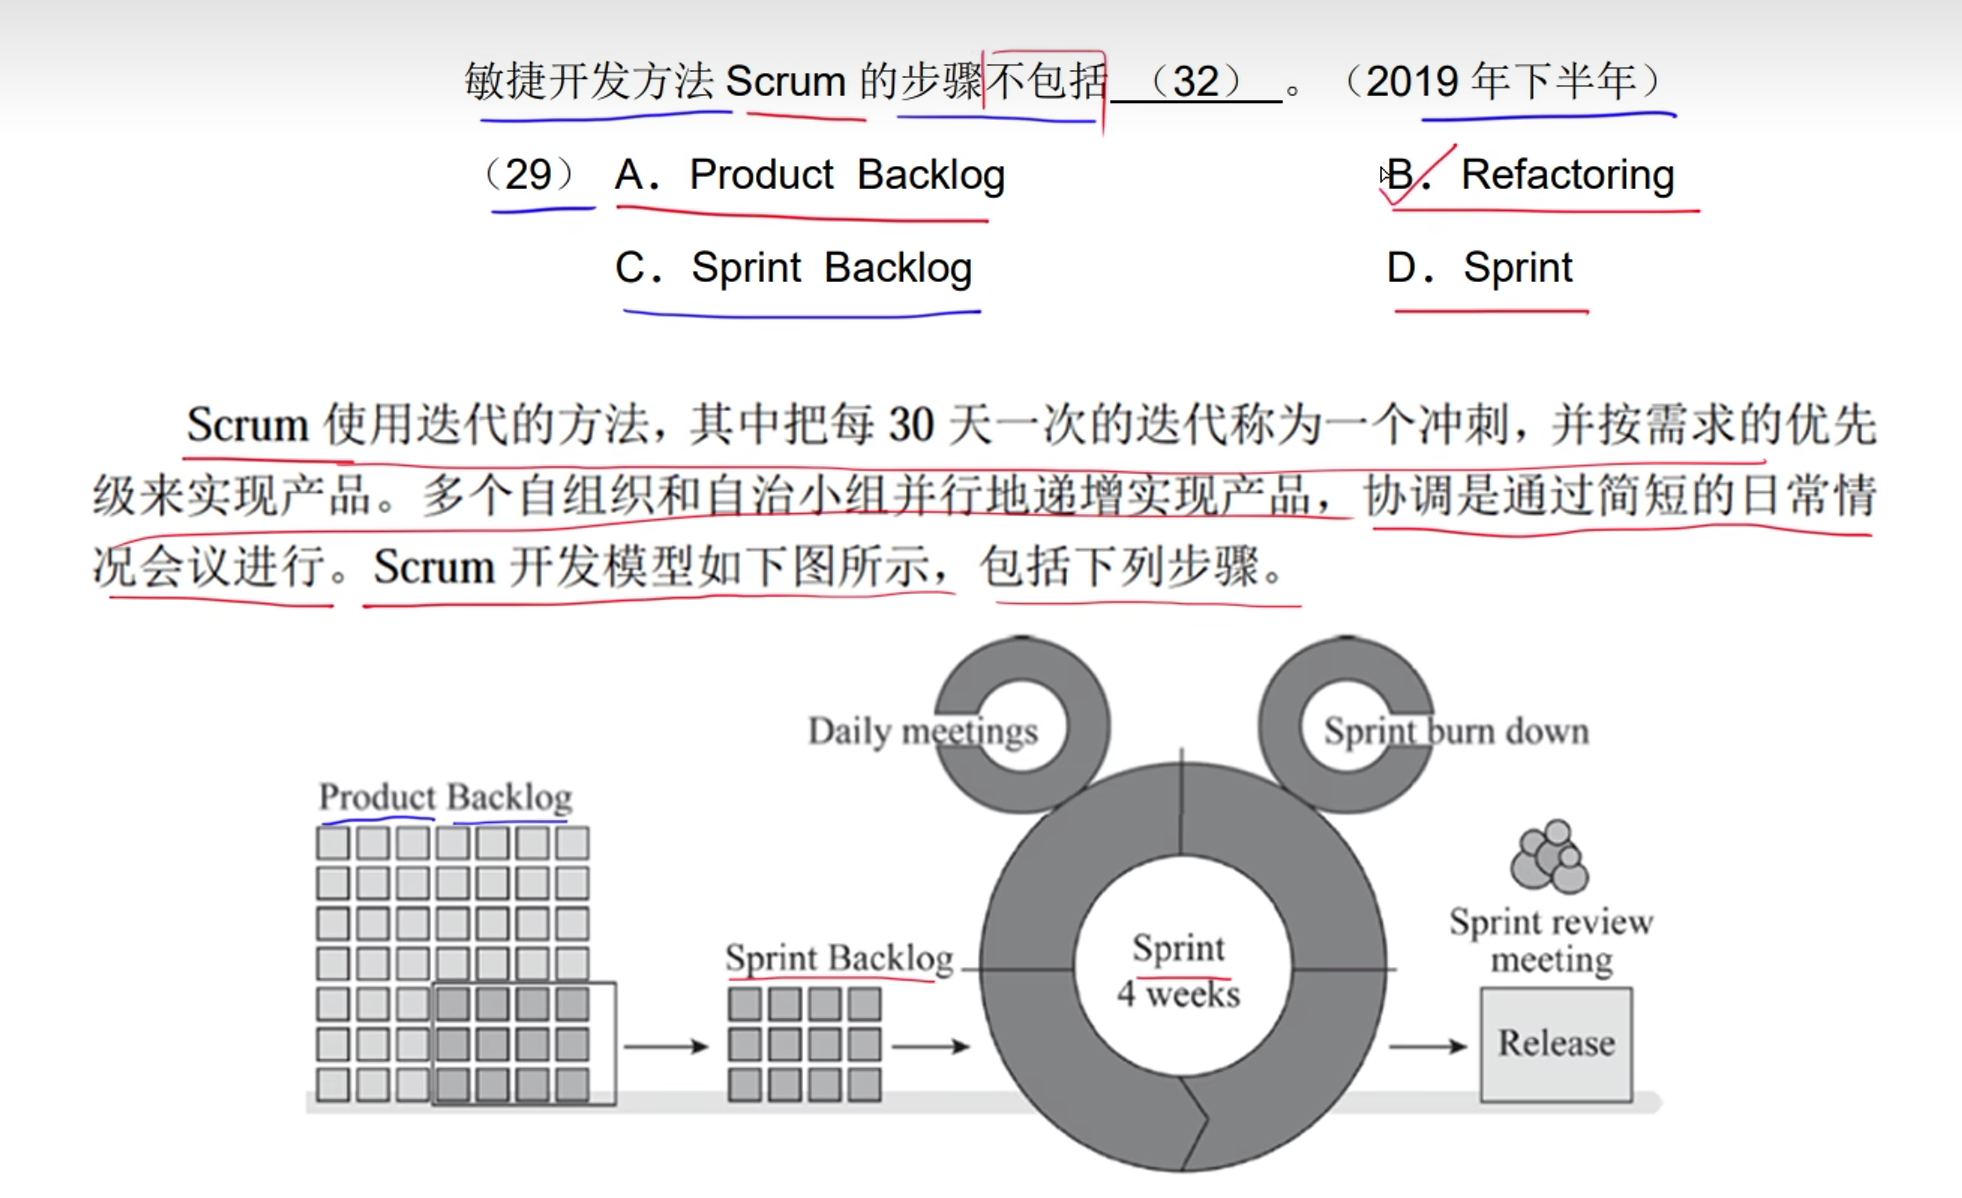 敏捷开发方法 Scrum 的步骤不包括 （32） 。（2019 年下半年）
（29） A．Product Backlog B．Refactoring
C．Sprint Backlog D．Sprint
Scrum 使用迭代的方法，其中把每 30 天一次的迭代称为一个冲刺，并按需求的优先
级来实现产品。多个自组织和自治小组并行地递增实现产品，协调是通过简短的日常情
况会议进行。Scrum 开发模型如下图所示，包括下列步骤。
Daily meetings
Sprint burn down
Product Backlog
Sprint Backlog
Sprint
4 weeks
Sprint review
meeting
Release